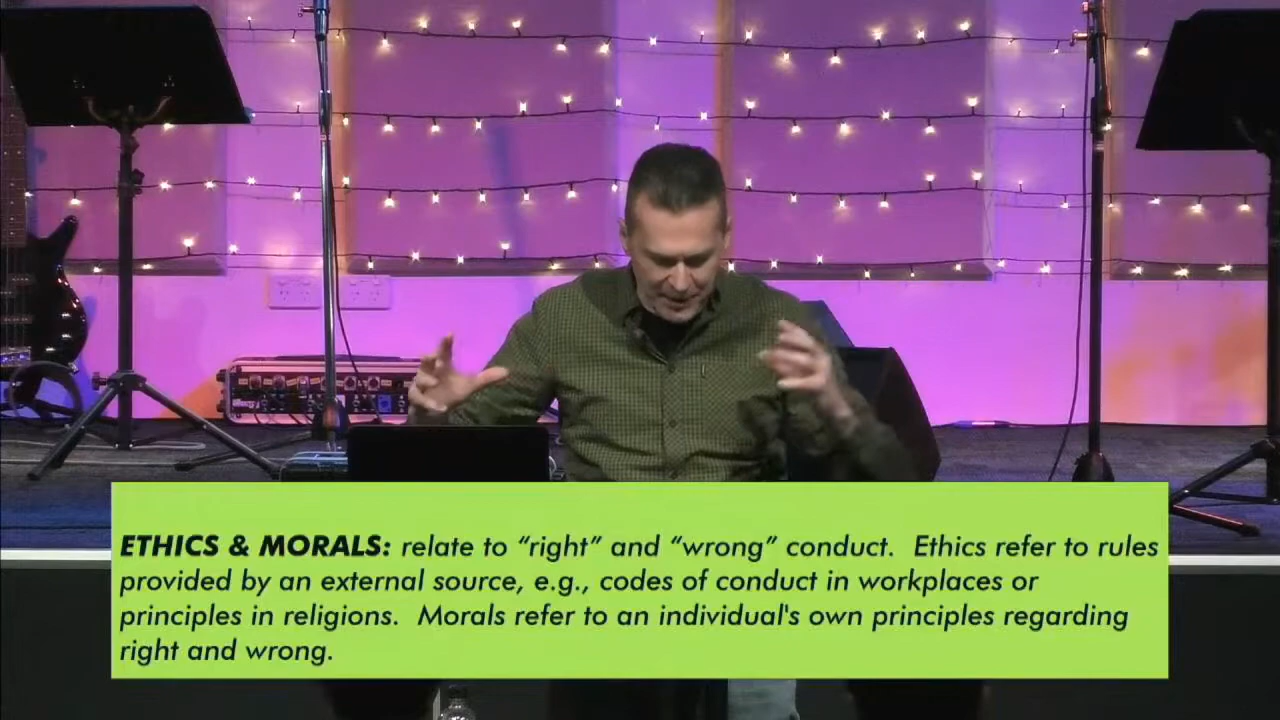 ETHICS & MORALS: relate to “right” and “wrong” conduct.  Ethics refer to rules
provided by an external source, e.g., codes of conduct in workplaces or
principles in religions.  Morals refer to an individual's own principles regarding
right and wrong.